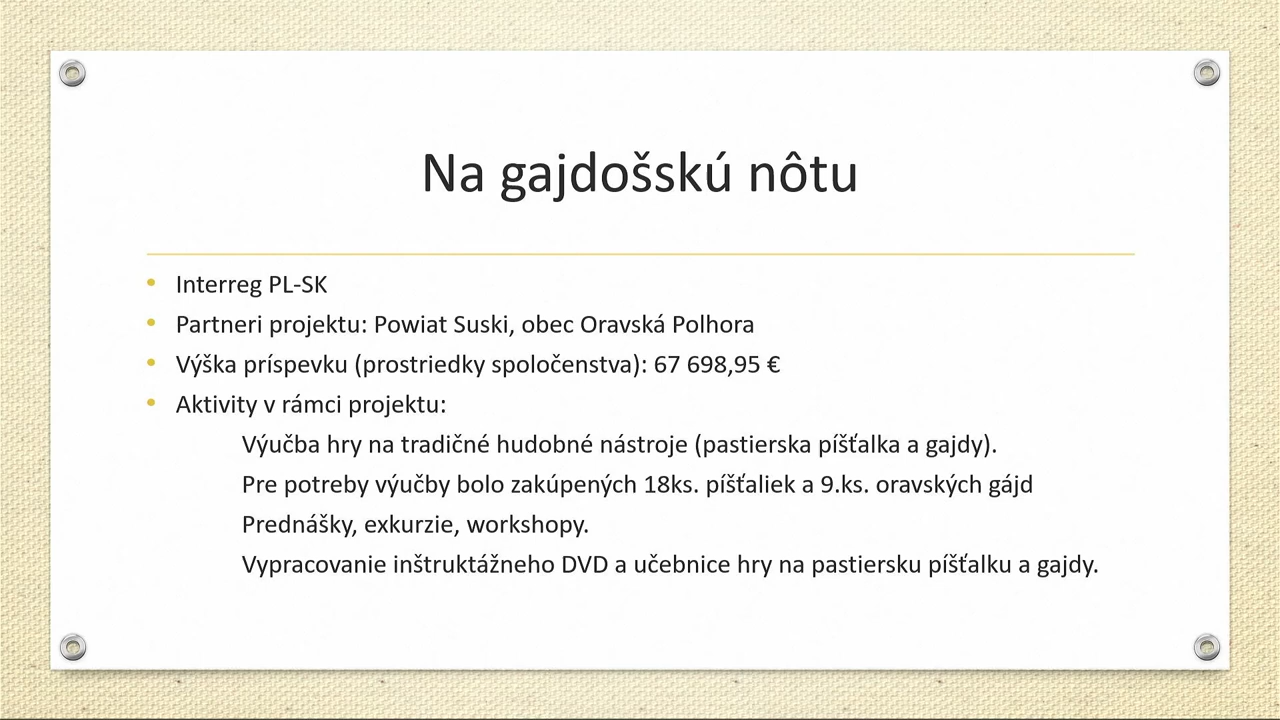 Na gajdošskú nôtu
• Interreg PL-SK
• Partneri projektu: Powiat Suski, obec Oravská Polhora
• Výška príspevku (prostriedky spoločenstva): 67 698,95 €
• Aktivity v rámci projektu:
Výučba hry na tradičné hudobné nástroje (pastierska píšťalka a gajdy).
Pre potreby výučby bolo zakúpených 18ks. píšťaliek a 9.ks. oravských gájd
Prednášky, exkurzie, workshopy.
Vypracovanie inštruktážneho DVD a učebnice hry na pastiersku píšťalku a gajdy.